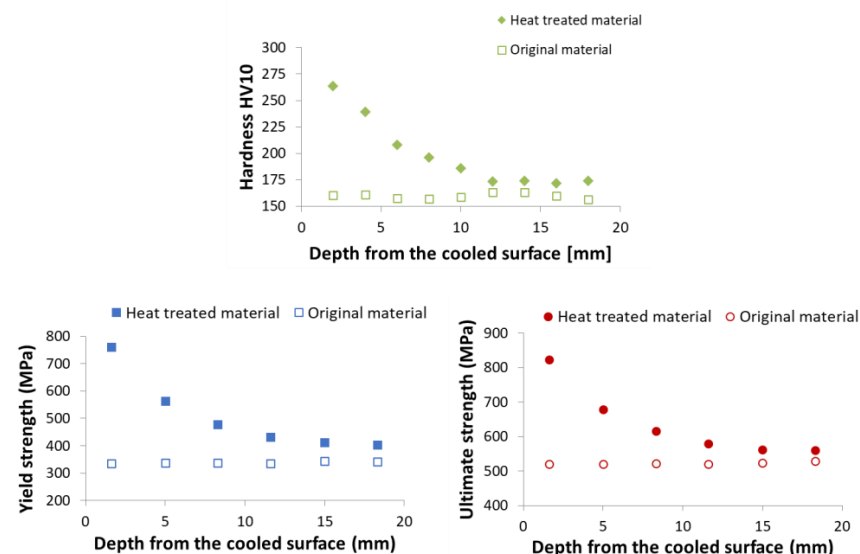 Heat treated material
Original material
300
275
250
225
200
175
150
0 5 10 15 20
Hardness HV10
Depth from the cooled surface [mm]
Heat treated material Original material
800
700
600
500
400
300
200
0 5 10 15 20
Yield strength (MPa)
Depth from the cooled surface (mm)
Heat treated material Original material
900
800
700
600
500
400
0 5 10 15 20
Ultimate strength (MPa)
Depth from the cooled surface (mm)